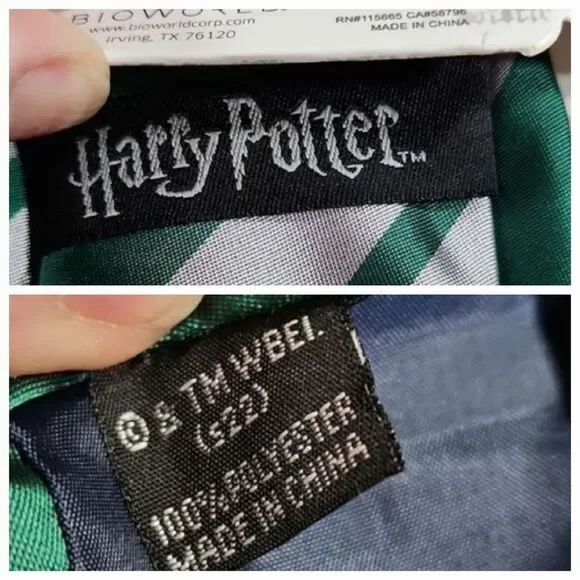 BIOWORLD
www.bioworldcorp.com
Irving, TX 76120
RN#115665 CA#58796
MADE IN CHINA
Harry Potter™
© & TM WBEI.
(s22)
100% POLYESTER
MADE IN CHINA